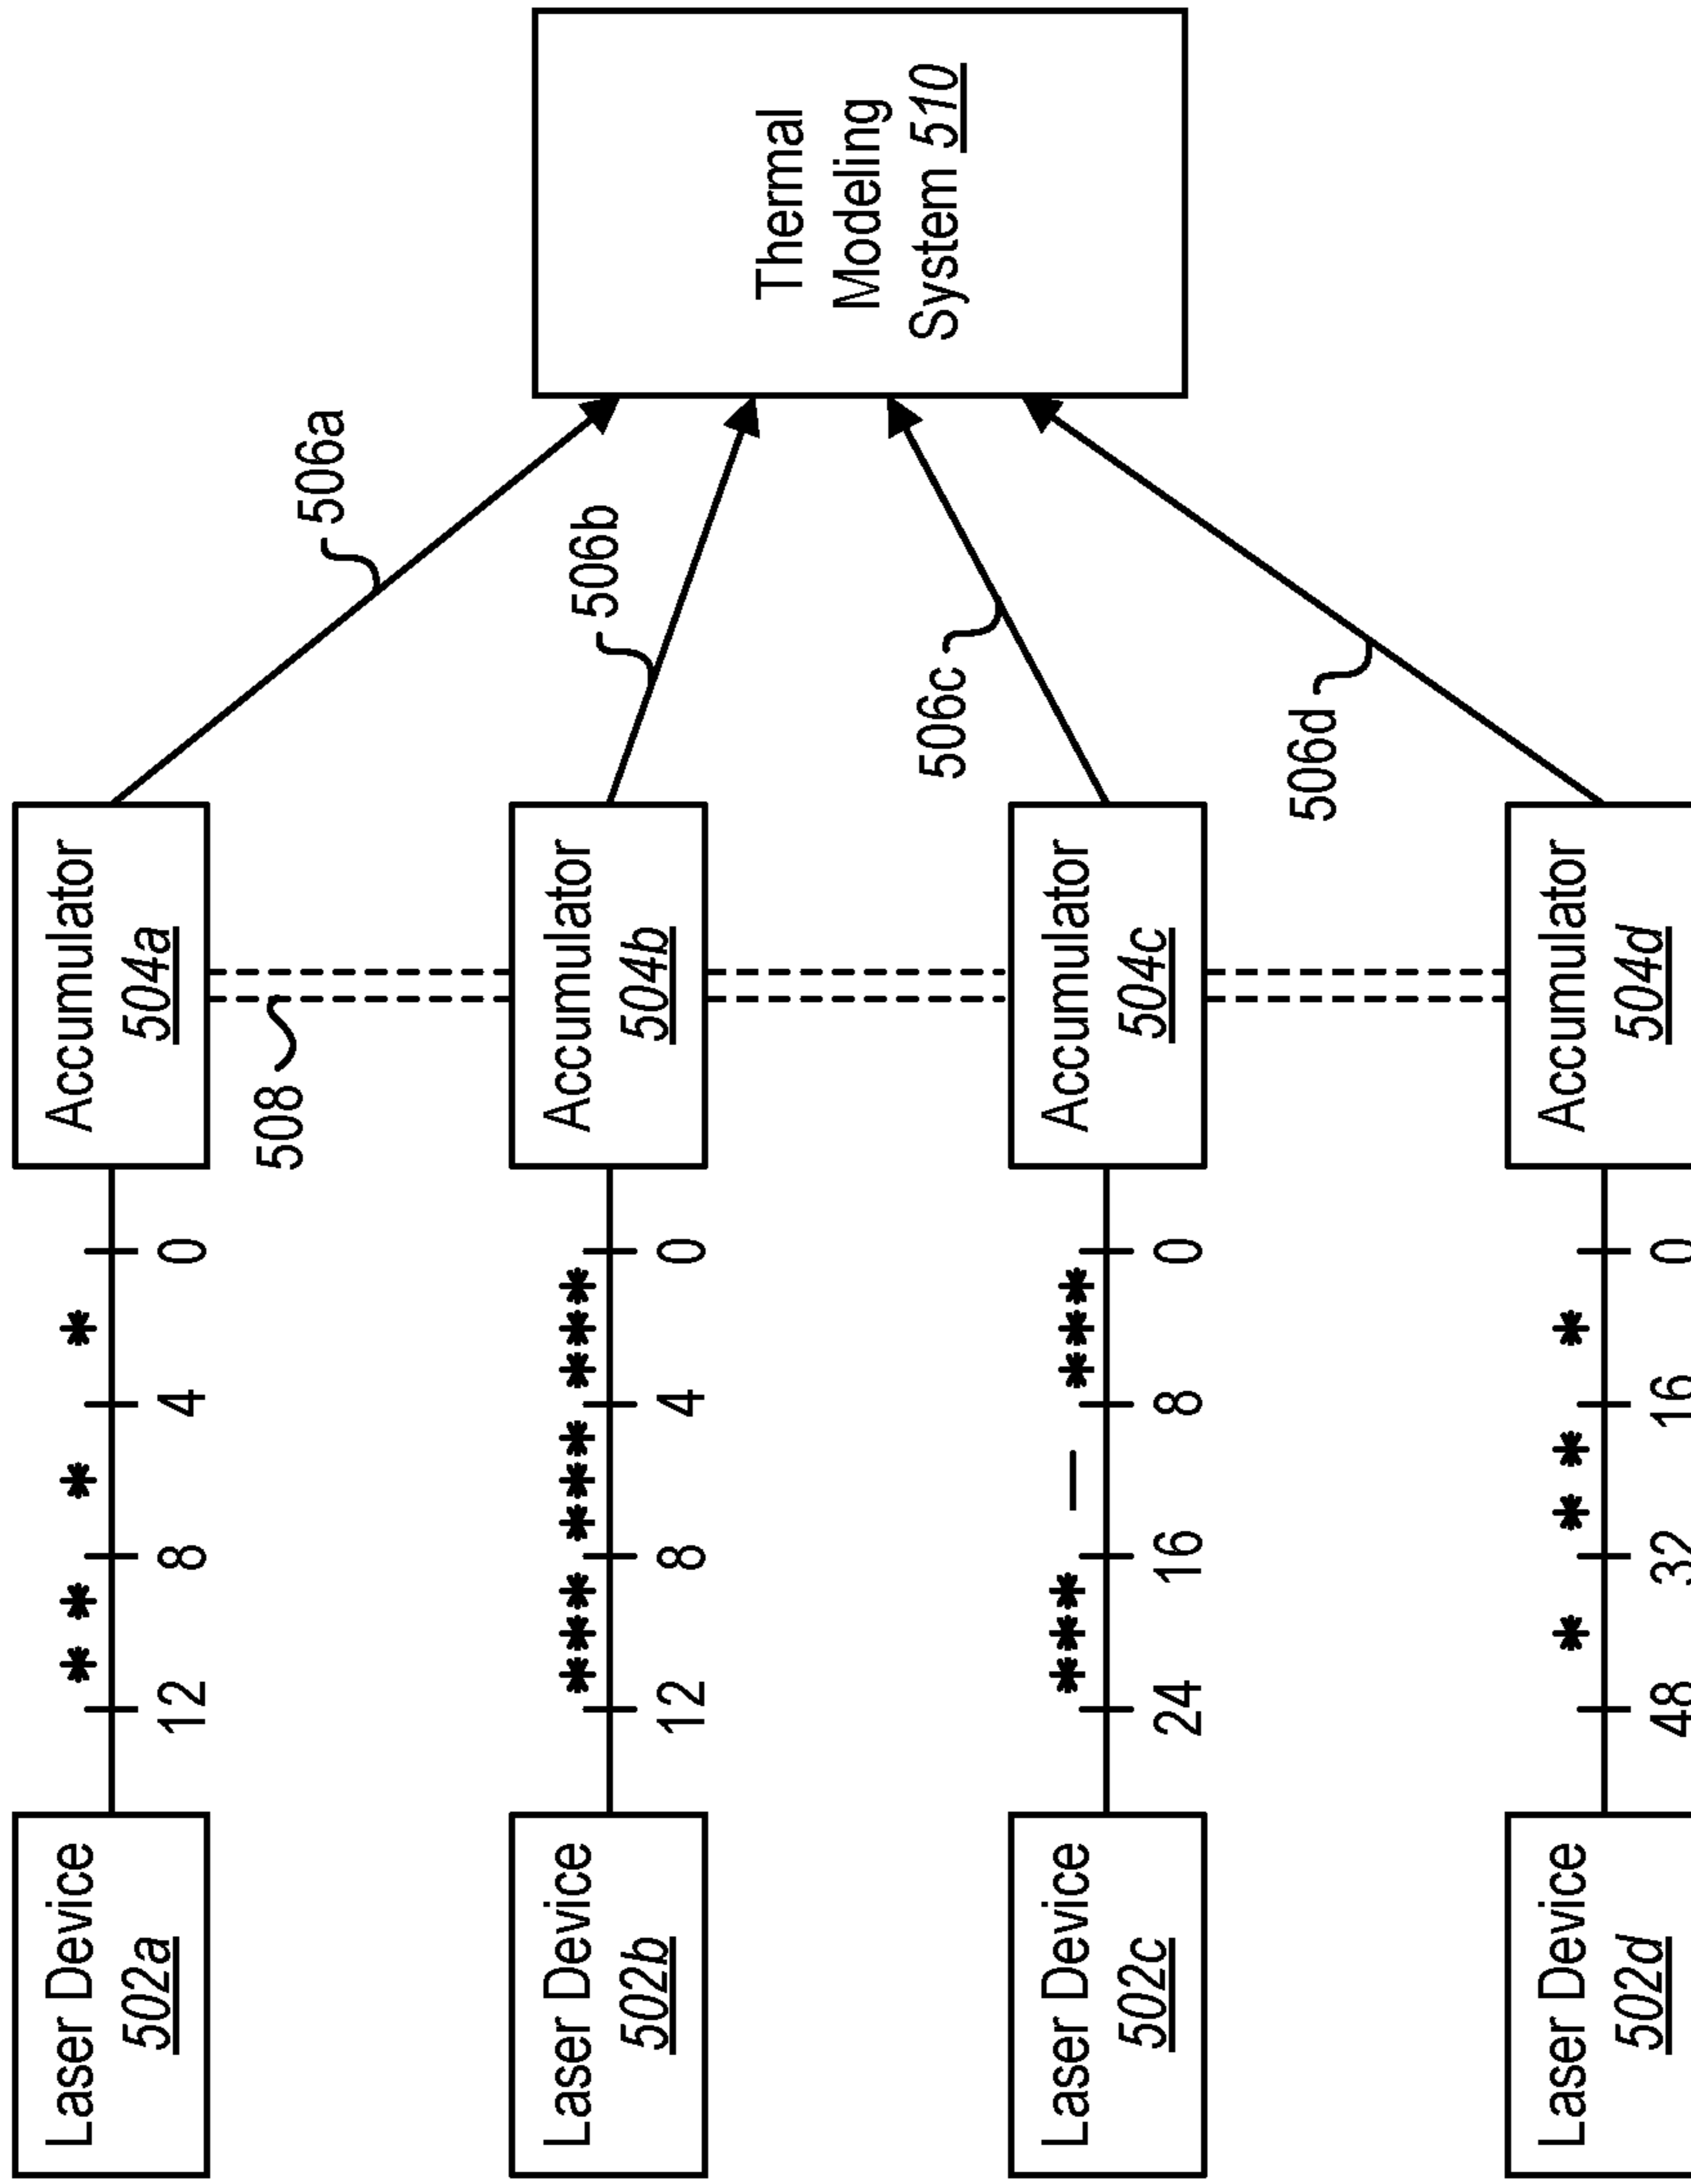 Laser Device
502a
12
8
4
0
**
*
*
Accumulator
504a
506a
508
Laser Device
502b
12
8
4
0
***
***
***
Accumulator
504b
506b
Laser Device
502c
24
16
8
0
***
—
***
Accumulator
504c
506c
Laser Device
502d
48
32
16
0
*
**
*
Accumulator
504d
506d
Thermal
Modeling
System 510